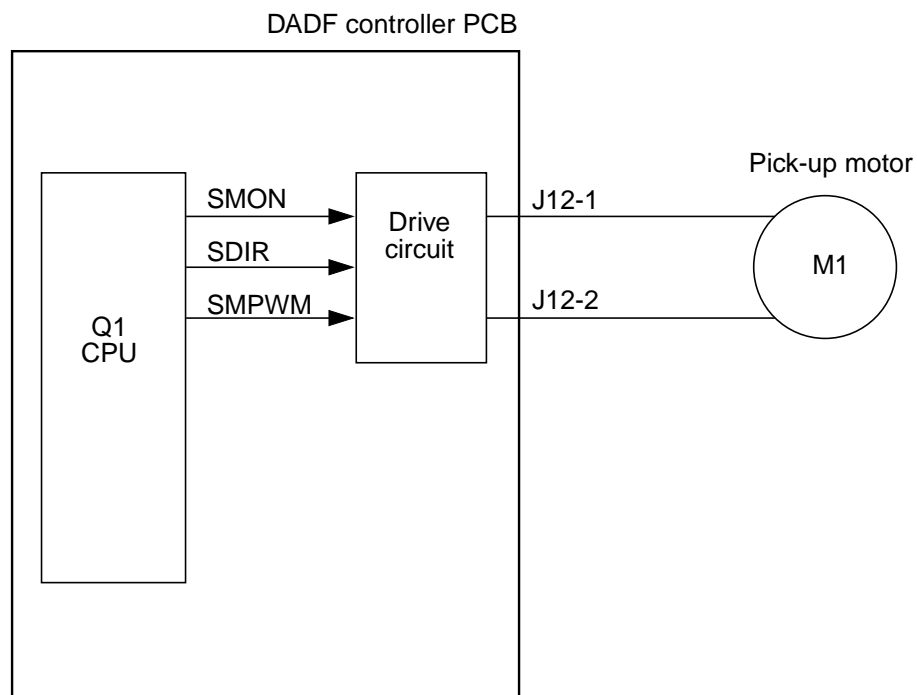 DADF controller PCB
Pick-up motor
SMON
SDIR
SMPWM
Q1
CPU
Drive
circuit
J12-1
J12-2
M1